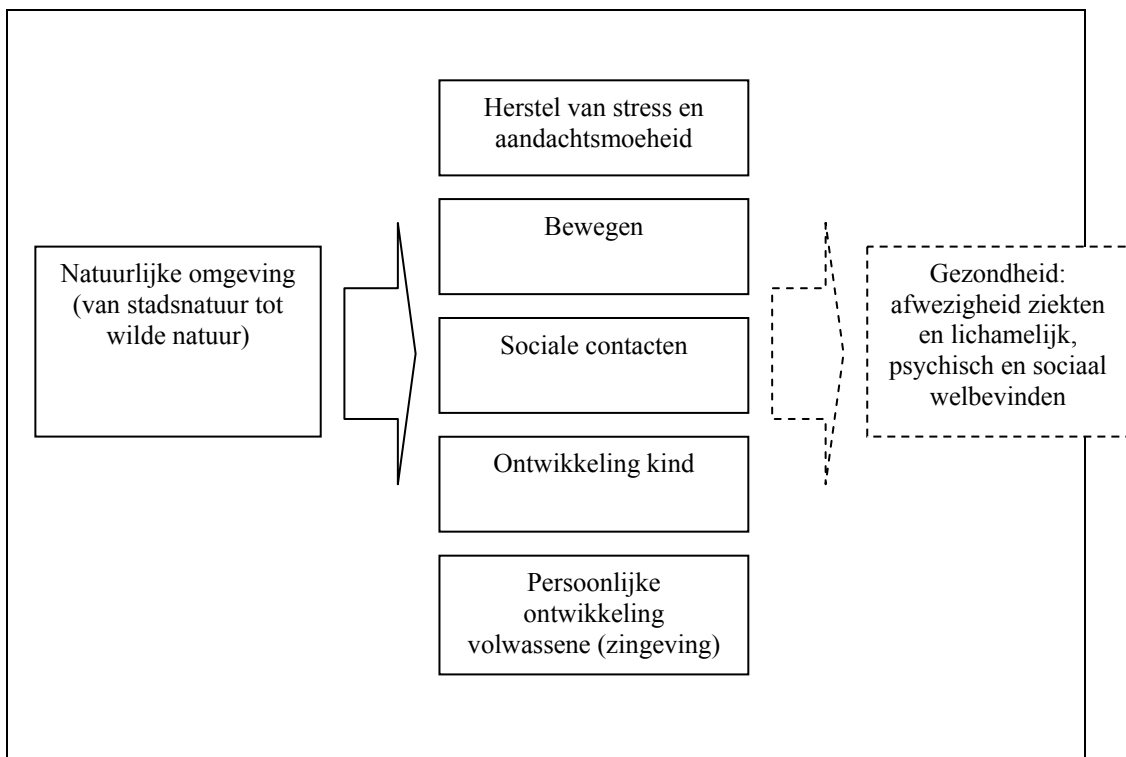 Natuurlijke omgeving
(van stadsnatuur tot
wilde natuur)
Herstel van stress en
aandachtsmoeheid
Bewegen
Sociale contacten
Ontwikkeling kind
Persoonlijke
ontwikkeling
volwassene (zingeving)
Gezondheid:
afwezigheid ziekten
en lichamelijk,
psychisch en sociaal
welbevinden